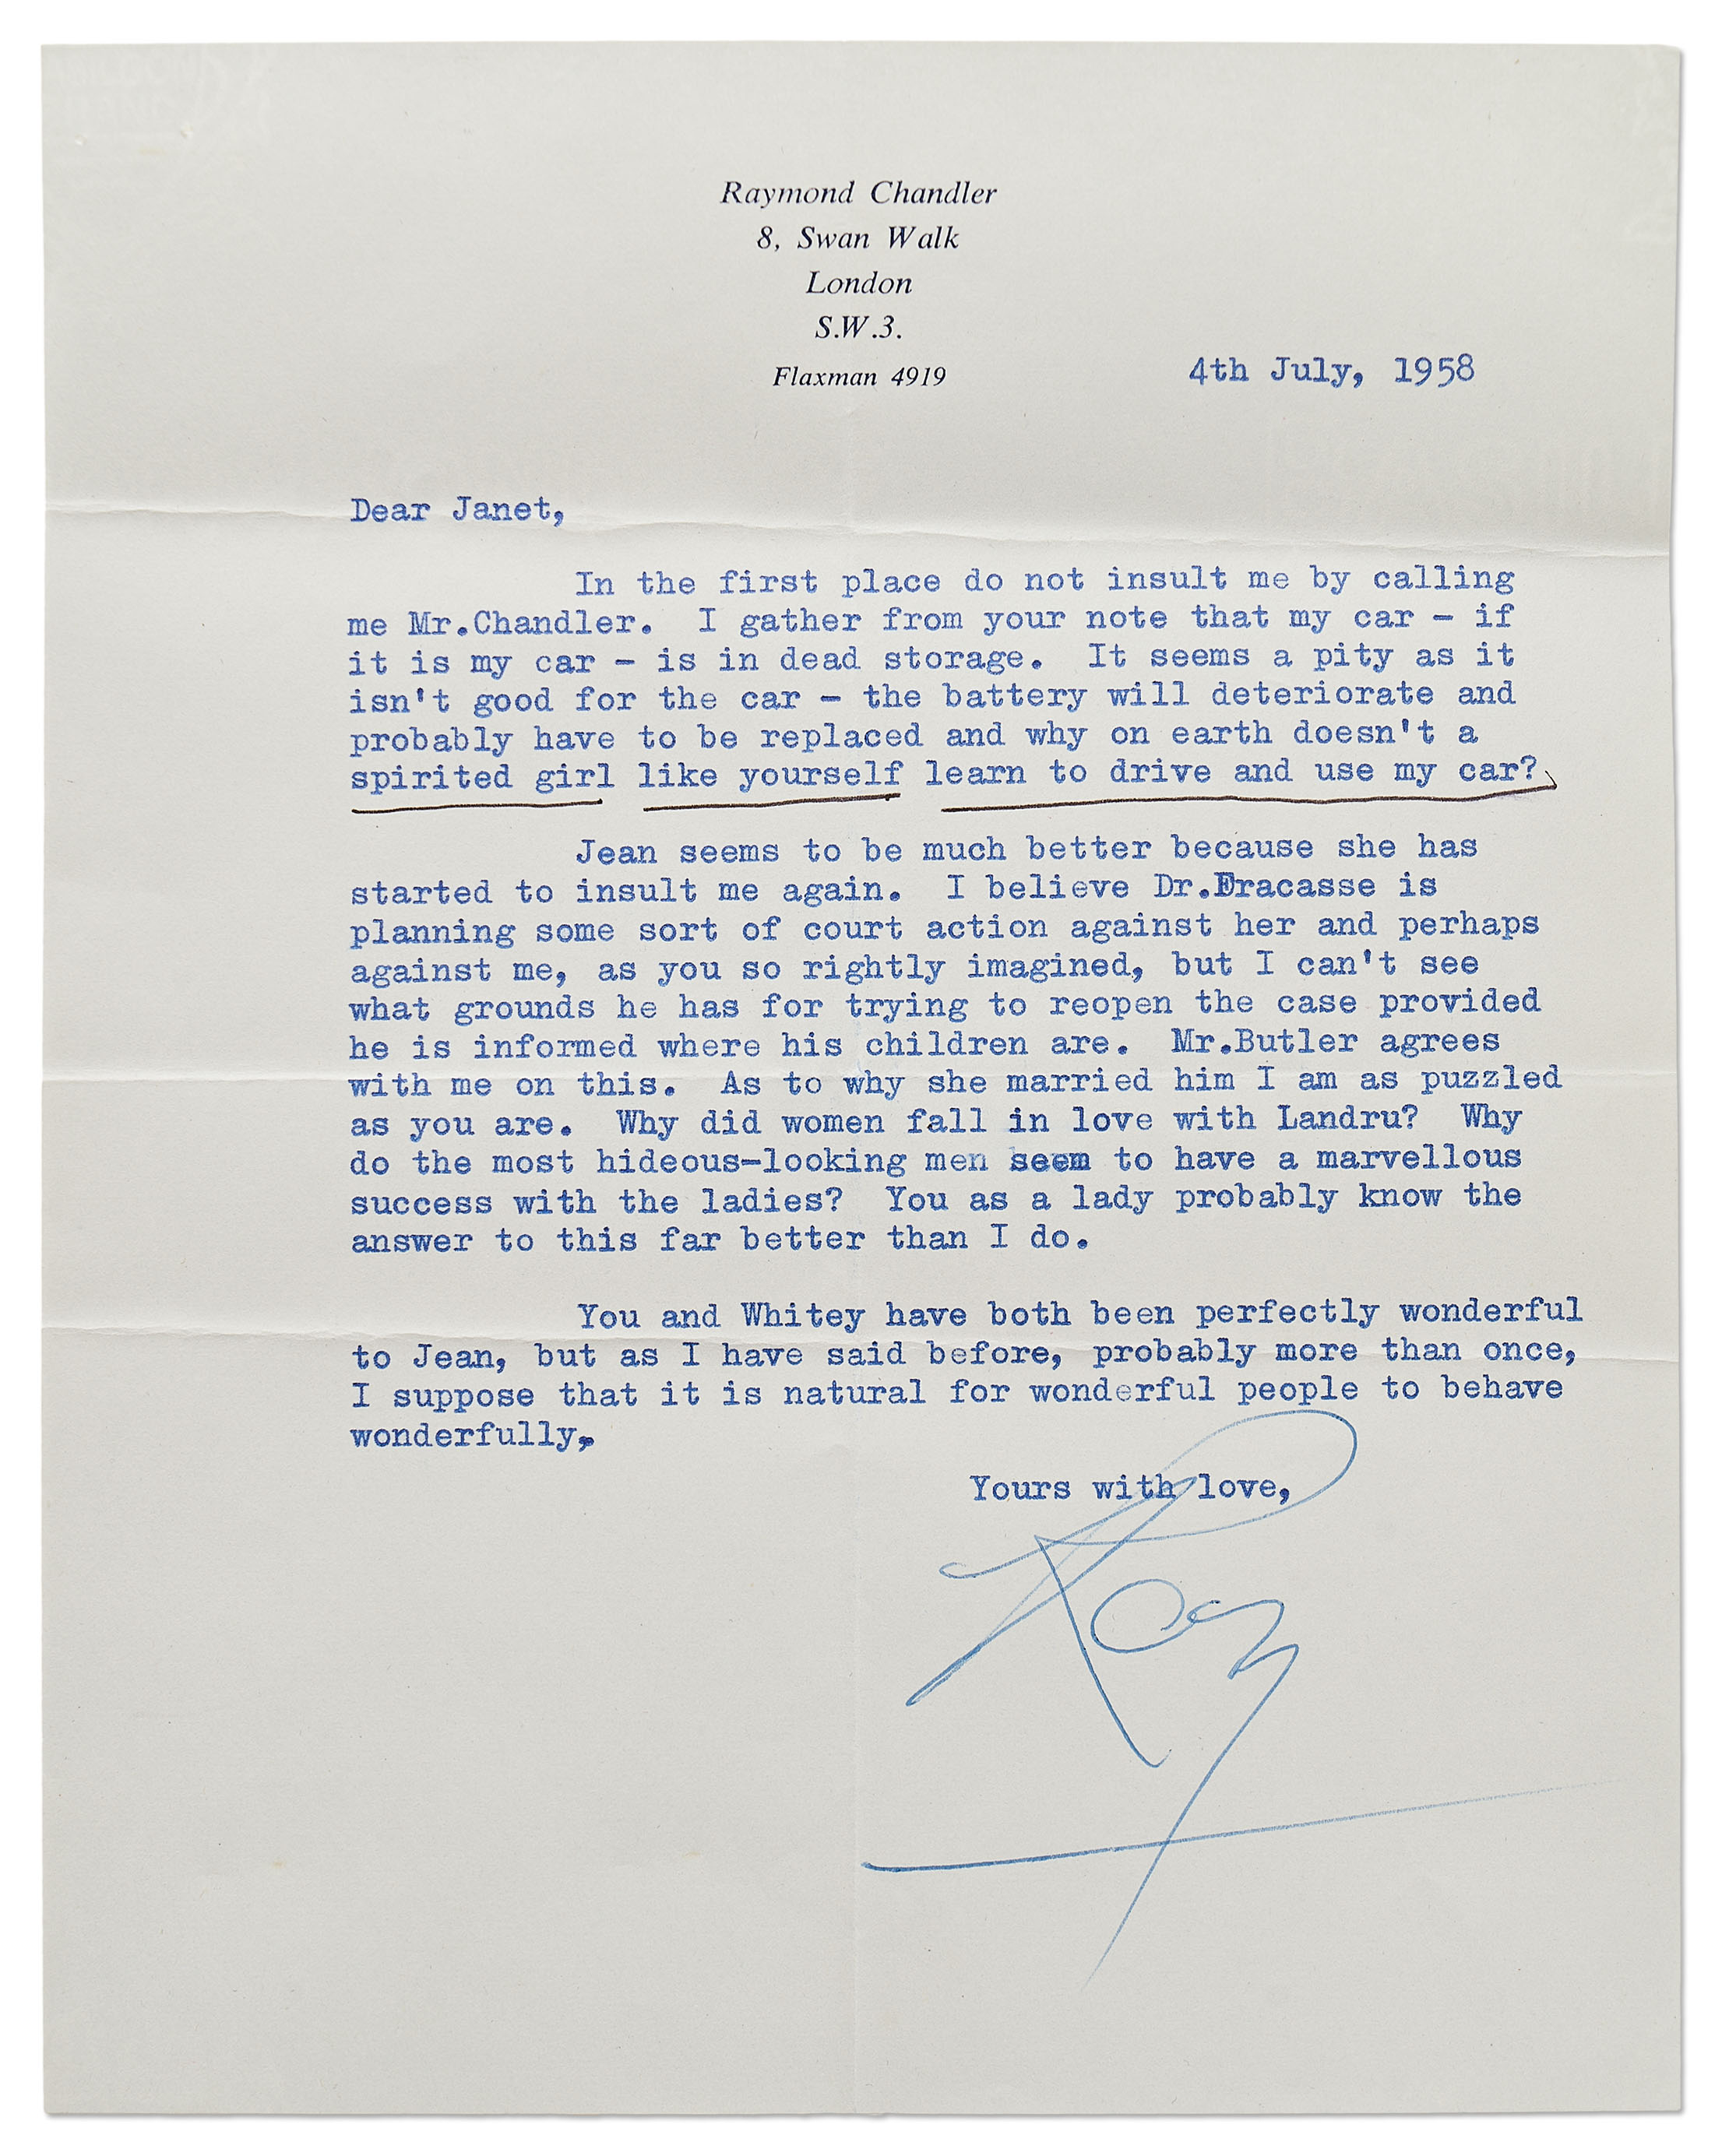 Raymond Chandler
8, Swan Walk
London
S.W.3.
Flaxman 4919
4th July, 1958
Dear Janet,
In the first place do not insult me by calling
me Mr.Chandler. I gather from your note that my car - if
it is my car - is in dead storage. It seems a pity as it
isn't good for the car - the battery will deteriorate and
probably have to be replaced and why on earth doesn't a
spirited girl like yourself learn to drive and use my car?
Jean seems to be much better because she has
started to insult me again. I believe Dr.Fracasse is
planning some sort of court action against her and perhaps
against me, as you so rightly imagined, but I can't see
what grounds he has for trying to reopen the case provided
he is informed where his children are. Mr.Butler agrees
with me on this. As to why she married him I am as puzzled
as you are. Why did women fall in love with Landru? Why
do the most hideous-looking men seem to have a marvellous
success with the ladies? You as a lady probably know the
answer to this far better than I do.
You and Whitey have both been perfectly wonderful
to Jean, but as I have said before, probably more than once,
I suppose that it is natural for wonderful people to behave
wonderfully.
Yours with love,
Ray